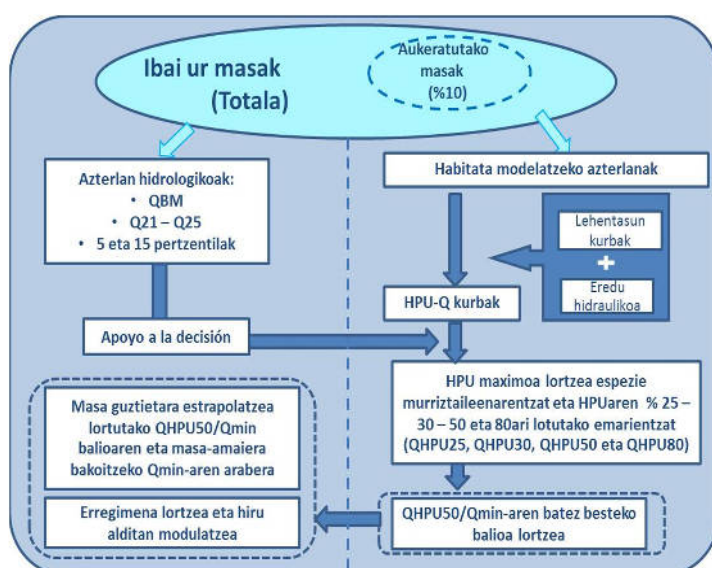 Ibai ur masak
(Totala)
Aukeratutako
masak
(%10)
Azterlan hidrologikoak:
• QBM
• Q21 – Q25
• 5 eta 15 pertzentilak
Habitata modelatzeko azterlanak
Lehentasun
kurbak
+
Eredu
hidraulikoa
HPU-Q kurbak
Apoyo a la decisión
HPU maximoa lortzea espezie
murriztaileenarentzat eta HPUaren % 25 –
30 – 50 eta 80ari lotutako emarientzat
(QHPU25, QHPU30, QHPU50 eta QHPU80)
Masa guztietara estrapolatzea
lortutako QHPU50/Qmin
balioaren eta masa-amaiera
bakoitzeko Qmin-aren arabera
Erregimena lortzea eta hiru
alditan modulatzea
QHPU50/Qmin-aren batez besteko
balioa lortzea